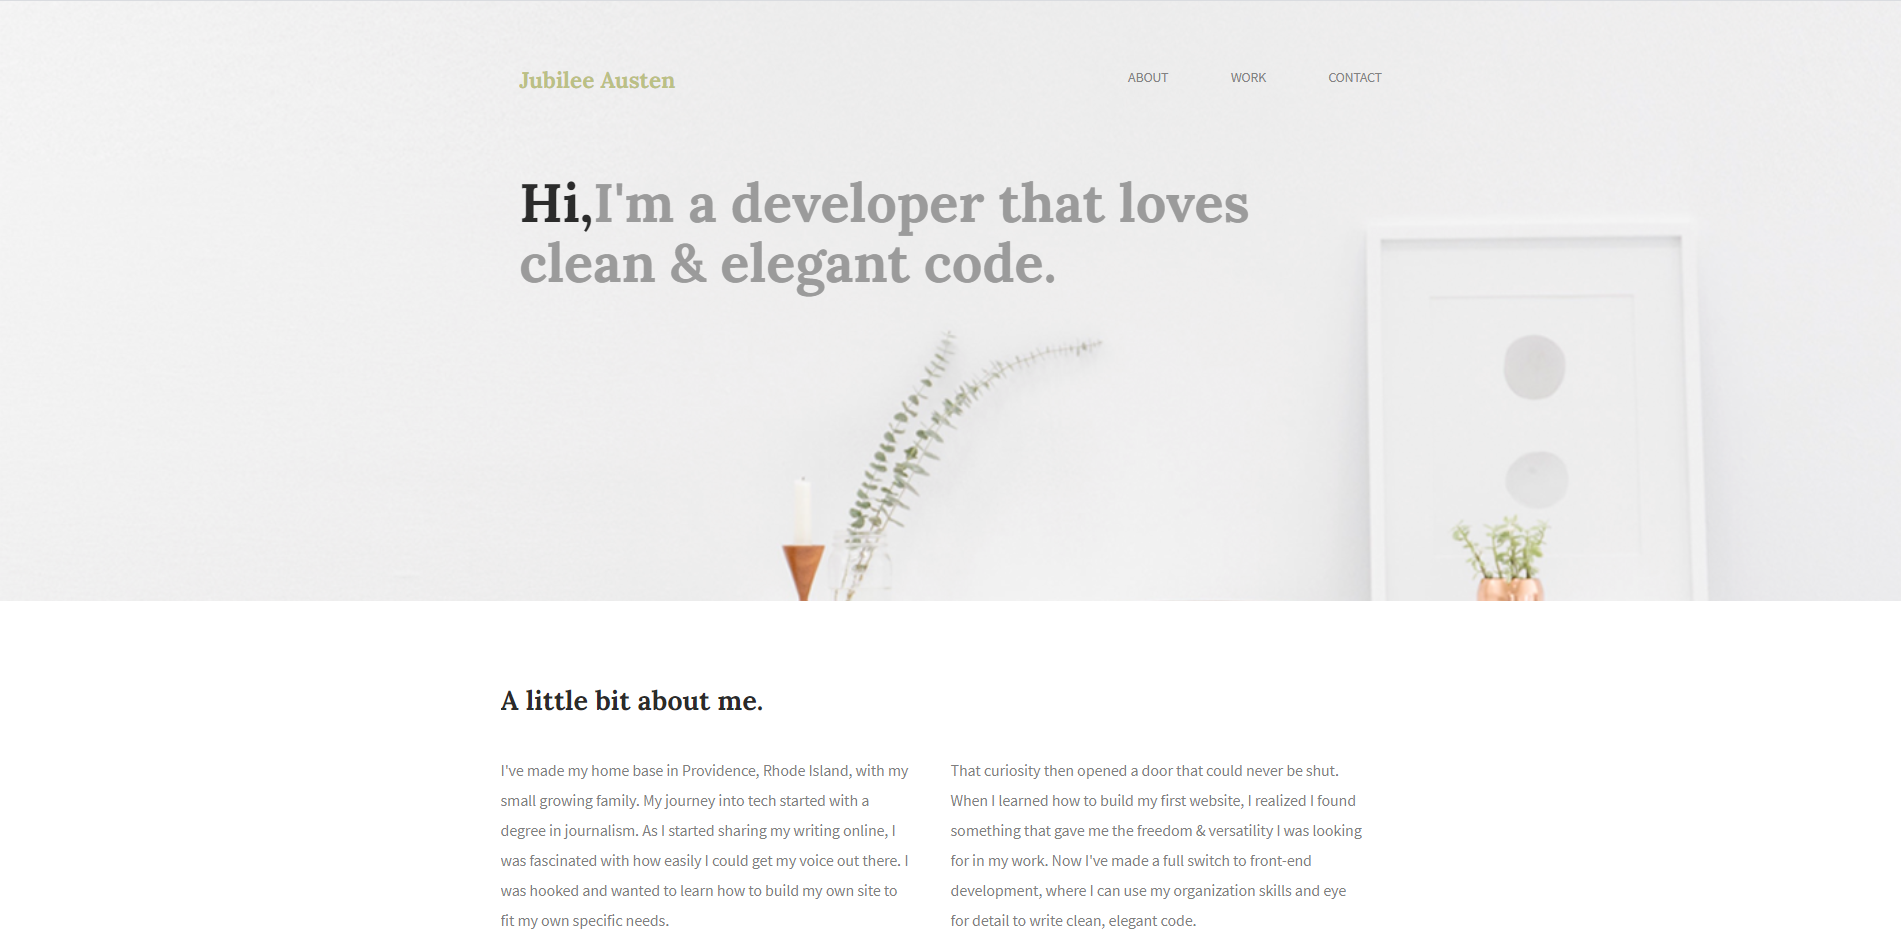 Jubilee Austen
ABOUT WORK CONTACT
Hi,I'm a developer that loves
clean & elegant code.
A little bit about me.
I've made my home base in Providence, Rhode Island, with my
small growing family. My journey into tech started with a
degree in journalism. As I started sharing my writing online, I
was fascinated with how easily I could get my voice out there. I
was hooked and wanted to learn how to build my own site to
fit my own specific needs.
That curiosity then opened a door that could never be shut.
When I learned how to build my first website, I realized I found
something that gave me the freedom & versatility I was looking
for in my work. Now I've made a full switch to front-end
development, where I can use my organization skills and eye
for detail to write clean, elegant code.